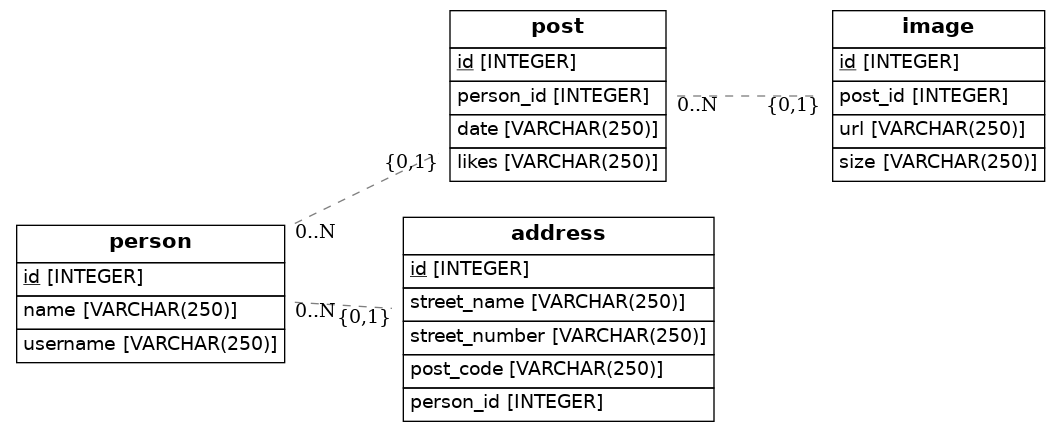 post
id [INTEGER]
person_id [INTEGER]
date [VARCHAR(250)]
likes [VARCHAR(250)]
image
id [INTEGER]
post_id [INTEGER]
url [VARCHAR(250)]
size [VARCHAR(250)]
0..N
{0,1}
{0,1}
0..N
person
id [INTEGER]
name [VARCHAR(250)]
username [VARCHAR(250)]
0..N
{0,1}
address
id [INTEGER]
street_name [VARCHAR(250)]
street_number [VARCHAR(250)]
post_code [VARCHAR(250)]
person_id [INTEGER]